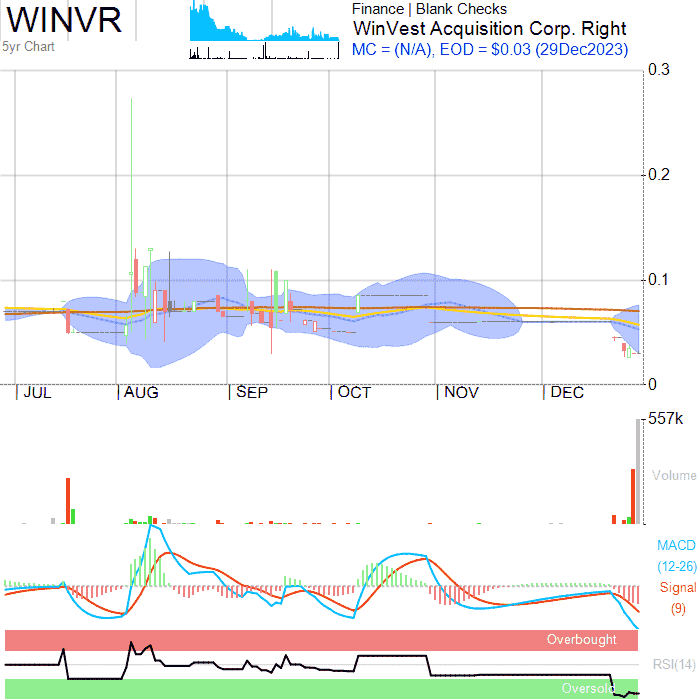 WINVR
5yr Chart
Finance | Blank Checks
WinVest Acquisition Corp. Right
MC = (N/A), EOD = $0.03 (29Dec2023)
0.3
0.2
0.1
0
JUL AUG SEP OCT NOV DEC
557k
Volume
MACD
(12-26)
Signal
(9)
Overbought
RSI(14)
Oversold